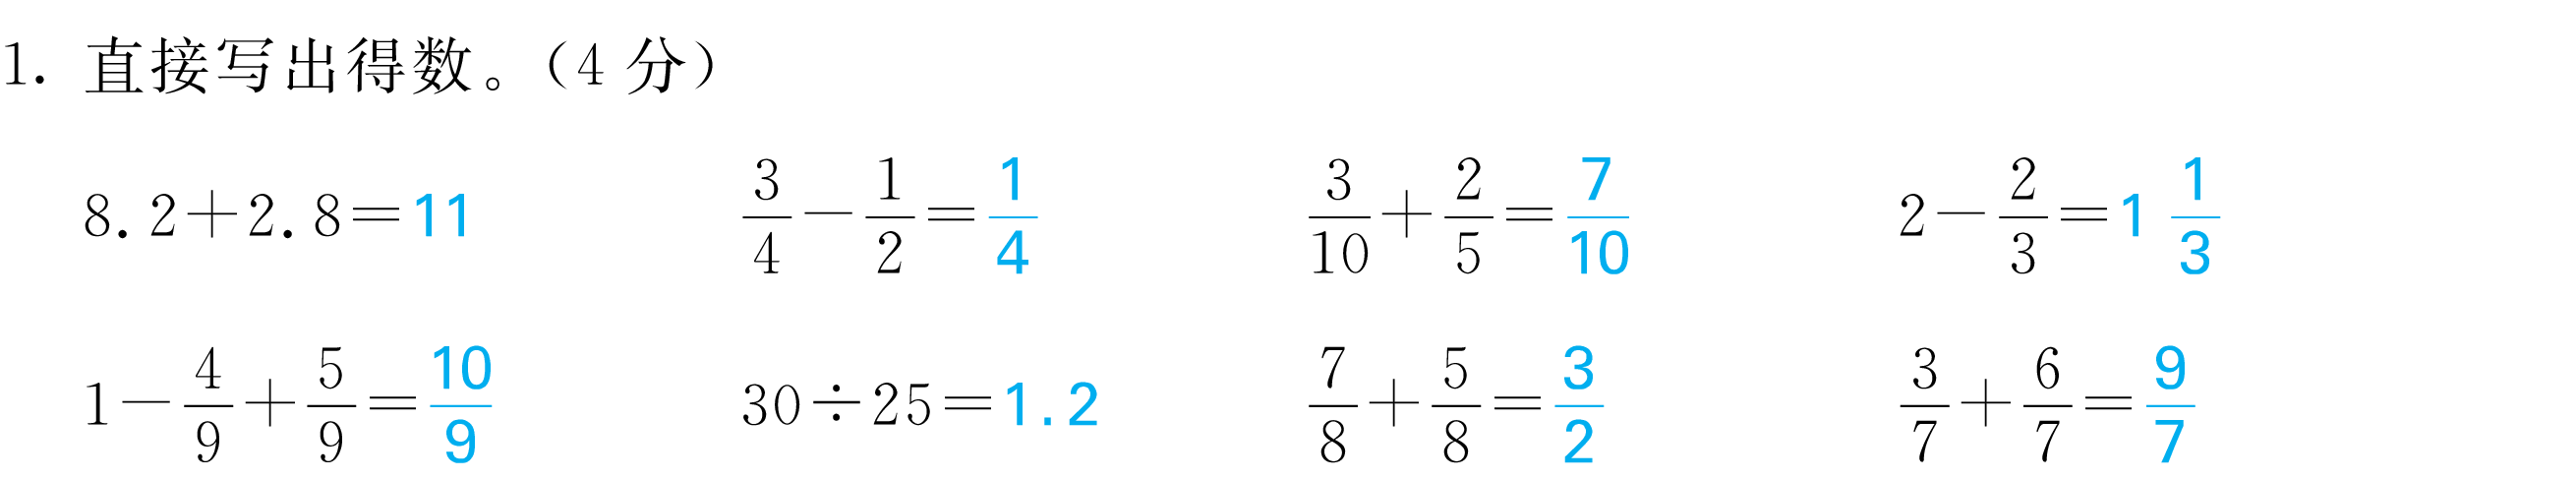 1. 直接写出得数。(4 分)
8.2+2.8=11 3/4-1/2=1/4 3/10+2/5=7/10 2-2/3=1 1/3
1-4/9+5/9=10/9 30÷25=1.2 7/8+5/8=3/2 3/7+6/7=9/7